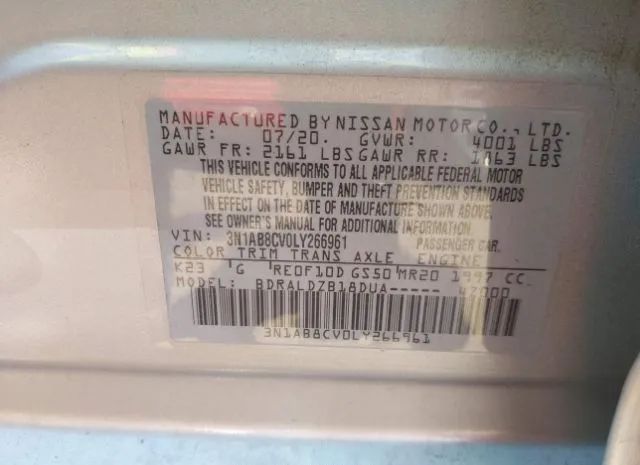 MANUFACTURED BY NISSAN MOTOR CO., LTD.
DATE: 07/20. GVWR: 4001 LBS
GAWR FR: 2161 LBS GAWR RR: LBS
THIS VEHICLE CONFORMS TO ALL APPLICABLE FEDERAL MOTOR
VEHICLE SAFETY, BUMPER AND THEFT PREVENTION STANDARDS
IN EFFECT ON THE DATE OF MANUFACTURE SHOWN ABOVE.
SEE OWNER'S MANUAL FOR ADDITIONAL INFORMATION
VIN: 3N1AB8CV0LY266961 PASSENGER CAR.
COLOR TRIM TRANS AXLE ENGINE
K23 G RE0F10D GS50 MR20 1997 CC
MODEL: BDRALDZB18DUA-----
3N1AB8CV0LY266961